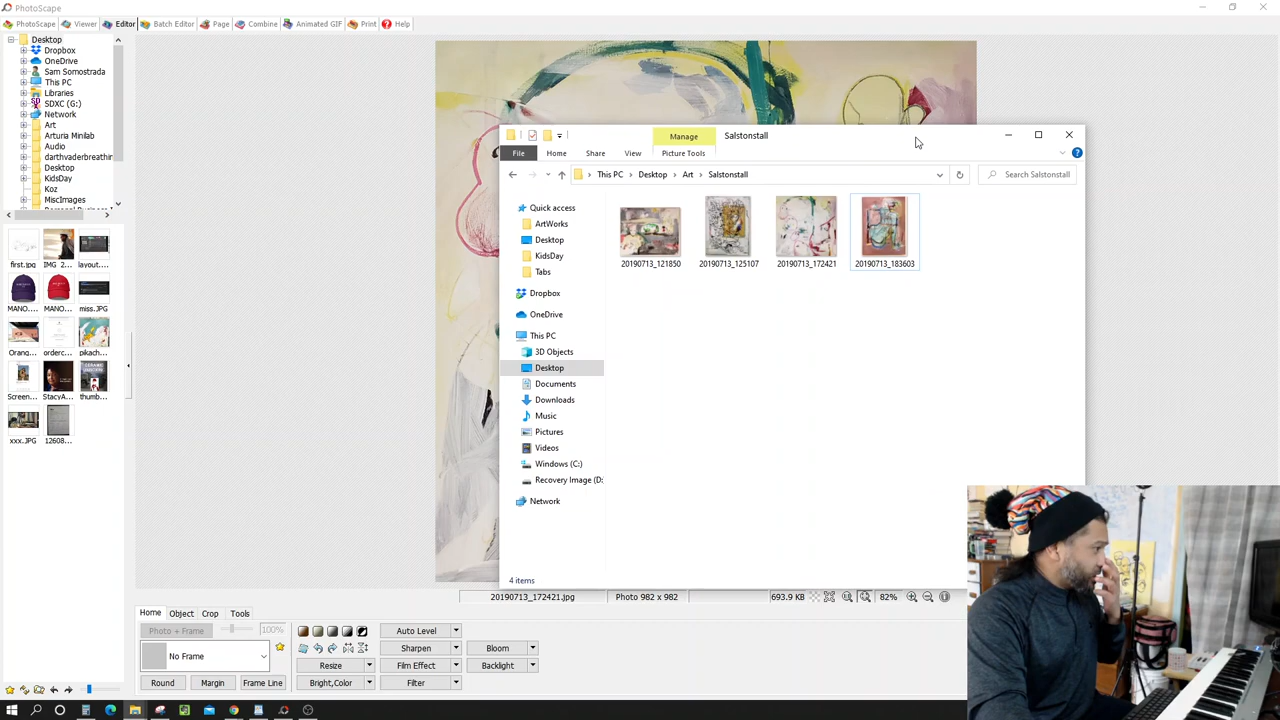 PhotoScape
PhotoScape Viewer Editor Batch Editor Page Combine Animated GIF Print Help
Desktop
Dropbox
OneDrive
Sam Somostrada
This PC
Libraries
SDXC (G:)
Network
Art
Arturia Minilab
Audio
darthvaderbreathin
Desktop
KidsDay
Koz
MiscImages
first.jpg IMG_2... layout...
MANO... MANO... miss.JPG
Orang... orderc... pikach...
Screen... StacyA... thumb...
xxx.JPG 12608...
Manage Salstonstall
File Home Share View Picture Tools
This PC Desktop Art Salstonstall Search Salstonstall
Quick access
ArtWorks
Desktop
KidsDay
Tabs
Dropbox
OneDrive
This PC
3D Objects
Desktop
Documents
Downloads
Music
Pictures
Videos
Windows (C:)
Recovery Image (D:
Network
20190713_121850 20190713_125107 20190713_172421 20190713_183603
4 items
20190713_172421.jpg Photo 982 x 982 693.9 KB 82%
Home Object Crop Tools
Photo + Frame 100%
No Frame
Round Margin Frame Line
Auto Level
Sharpen Bloom
Resize Film Effect Backlight
Bright,Color Filter